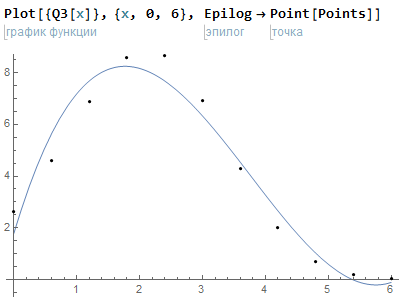 Plot[{Q3[x]}, {x, 0, 6}, Epilog → Point[Points]]
график функции эпилог точка
8
6
4
2
1 2 3 4 5 6